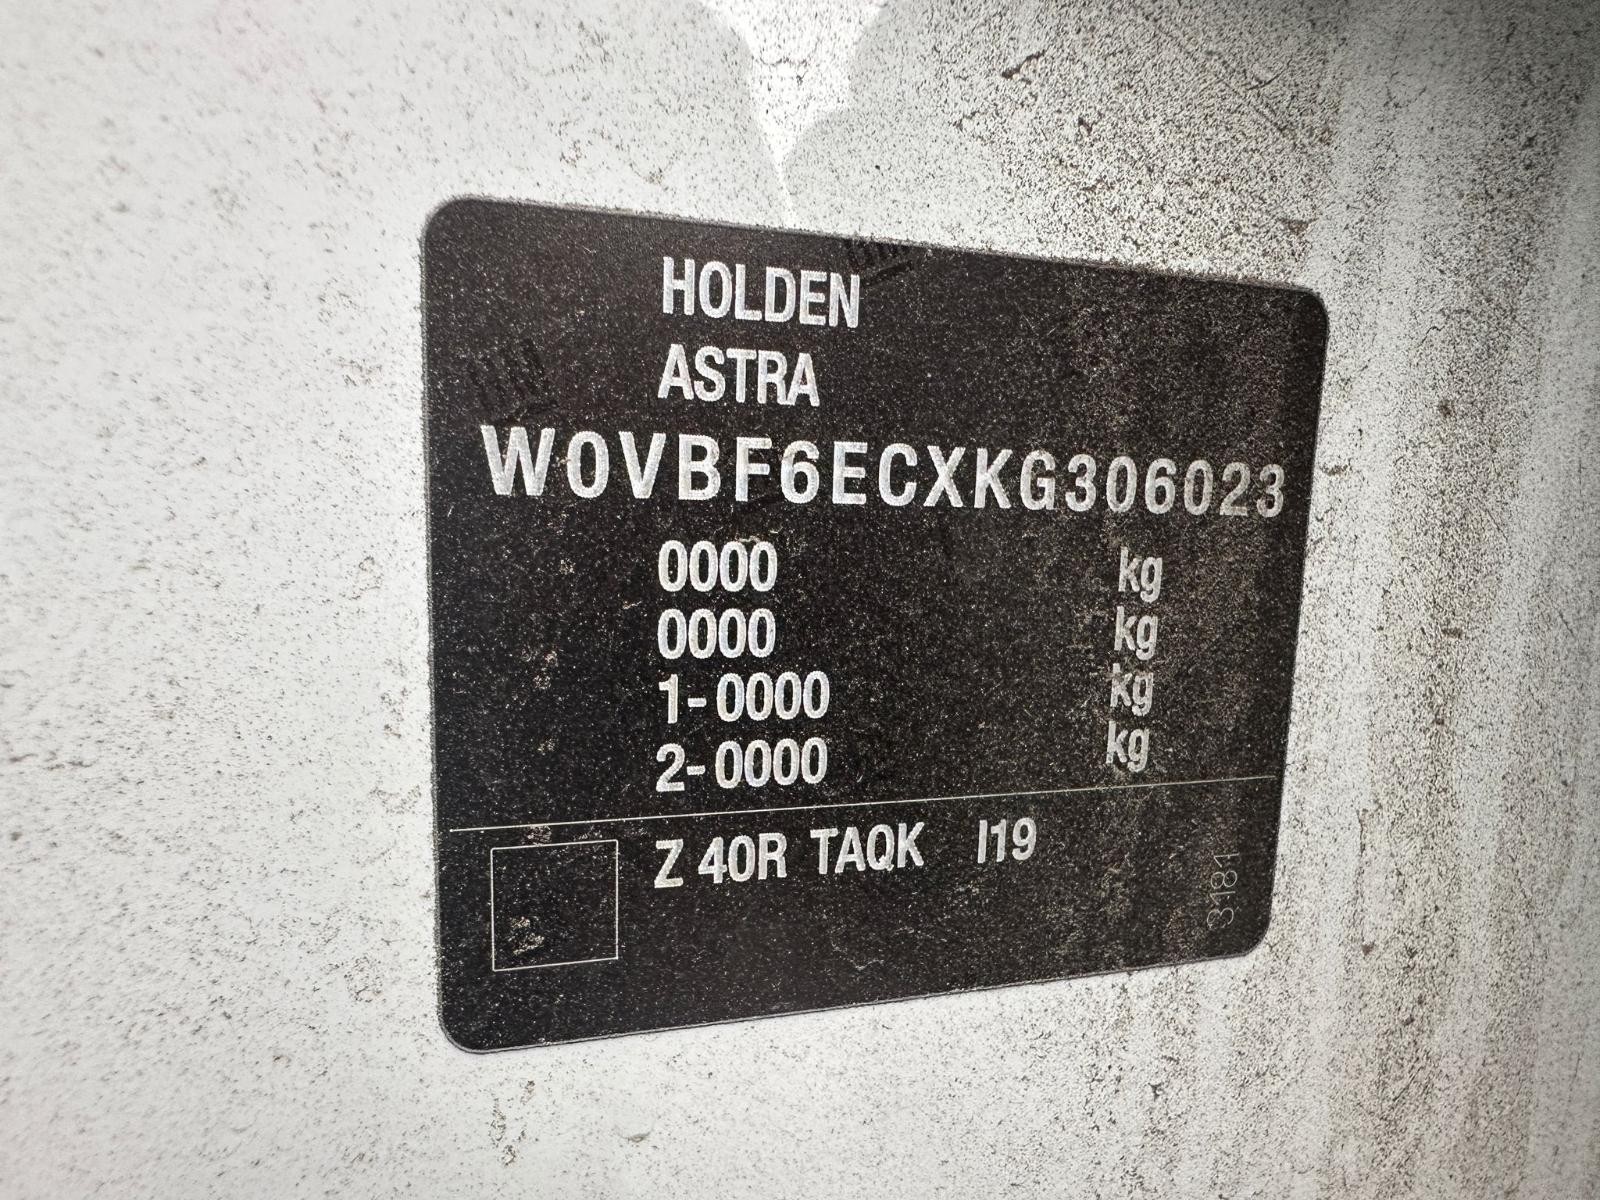 HOLDEN
ASTRA
W0VBF6ECXKG306023
0000 kg
0000 kg
1-0000 kg
2-0000 kg
Z 40R TAQK I19
3181